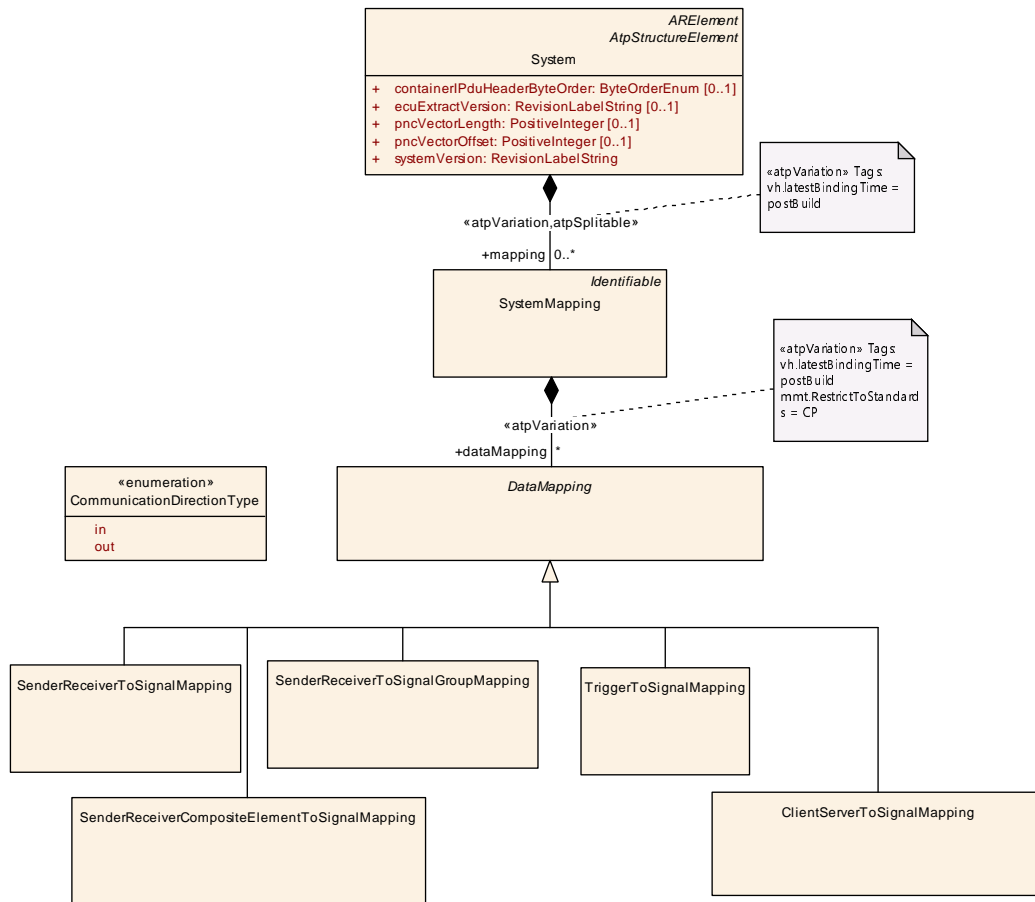 ARElement
AtpStructureElement
System
+ containerIPduHeaderByteOrder: ByteOrderEnum [0..1]
+ ecuExtractVersion: RevisionLabelString [0..1]
+ pncVectorLength: PositiveInteger [0..1]
+ pncVectorOffset: PositiveInteger [0..1]
+ systemVersion: RevisionLabelString
«atpVariation» Tags:
vh.latestBindingTime =
postBuild
«atpVariation,atpSplitable»
+mapping 0..*
Identifiable
SystemMapping
«atpVariation» Tags:
vh.latestBindingTime =
postBuild
mmt.RestrictToStandard
s = CP
«atpVariation»
+dataMapping *
«enumeration»
CommunicationDirectionType
in
out
DataMapping
SenderReceiverToSignalMapping
SenderReceiverToSignalGroupMapping
TriggerToSignalMapping
SenderReceiverCompositeElementToSignalMapping
ClientServerToSignalMapping